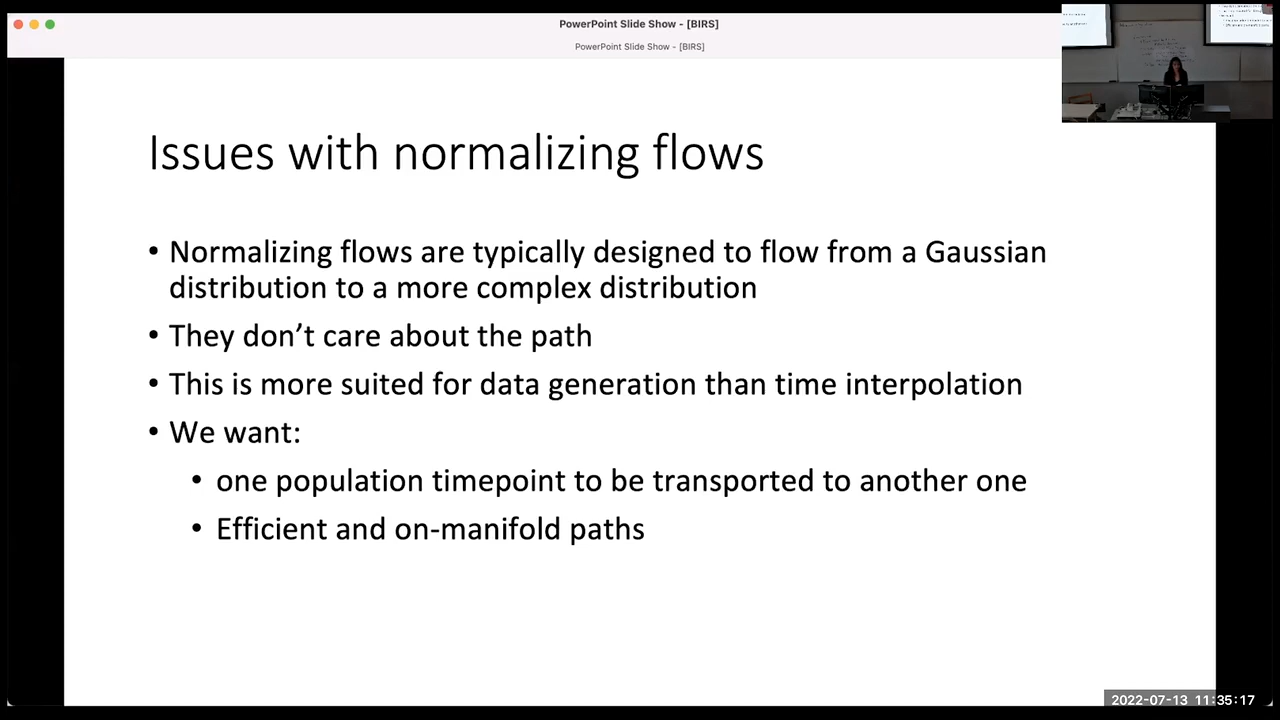 PowerPoint Slide Show - [BIRS]
PowerPoint Slide Show - [BIRS]
Issues with normalizing flows
• Normalizing flows are typically designed to flow from a Gaussian
distribution to a more complex distribution
• They don’t care about the path
• This is more suited for data generation than time interpolation
• We want:
• one population timepoint to be transported to another one
• Efficient and on-manifold paths
2022-07-13 11:35:17